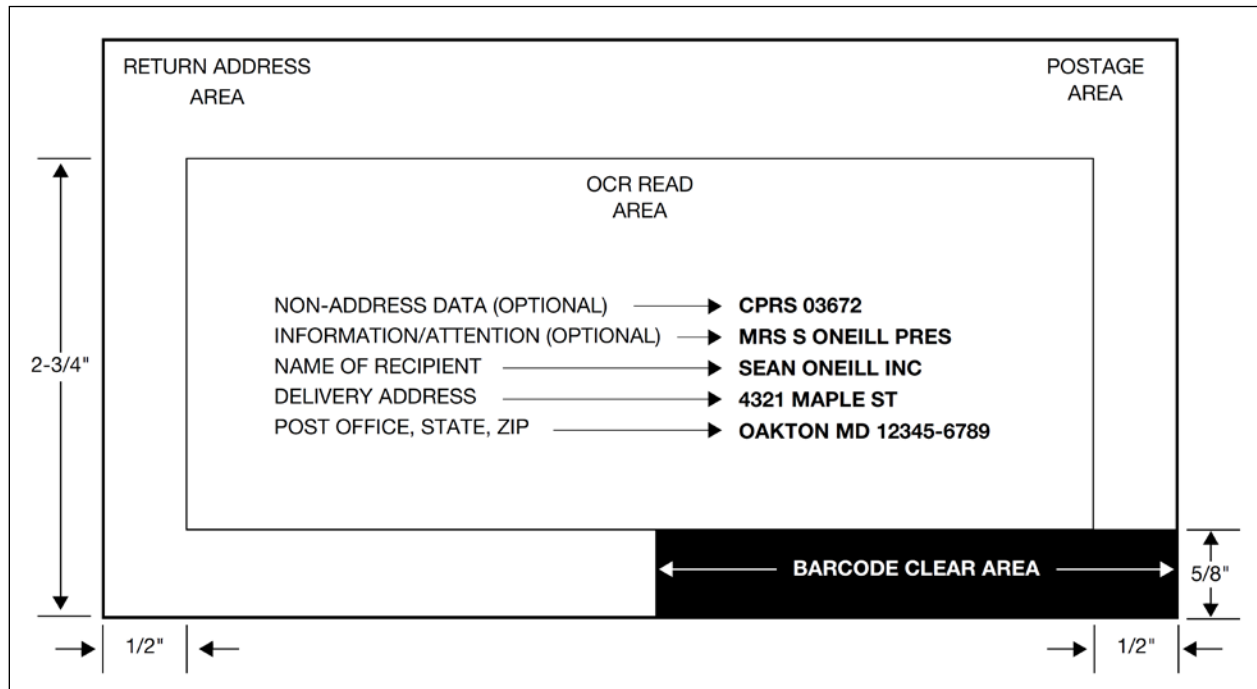 RETURN ADDRESS
AREA
POSTAGE
AREA
OCR READ
AREA
NON-ADDRESS DATA (OPTIONAL) CPRS 03672
INFORMATION/ATTENTION (OPTIONAL) MRS S ONEILL PRES
NAME OF RECIPIENT SEAN ONEILL INC
DELIVERY ADDRESS 4321 MAPLE ST
POST OFFICE, STATE, ZIP OAKTON MD 12345-6789
2-3/4"
BARCODE CLEAR AREA
5/8"
1/2"
1/2"